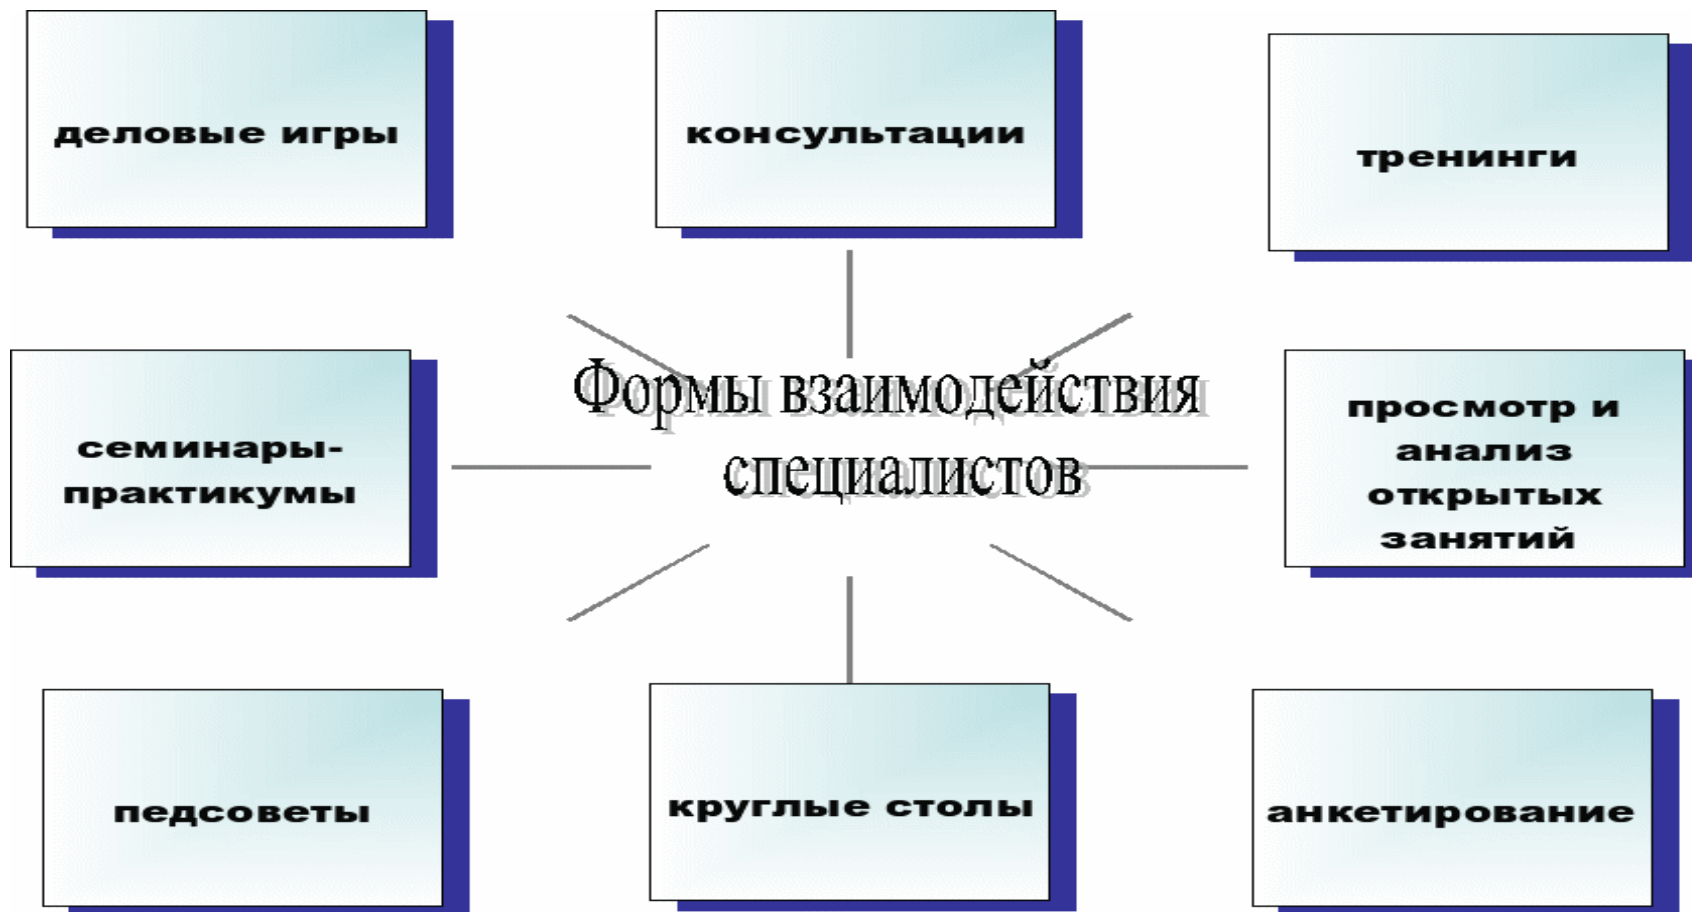 деловые игры
консультации
тренинги
Формы взаимодействия
специалистов
семинары-
практикумы
просмотр и
анализ
открытых
занятий
педсоветы
круглые столы
анкетирование